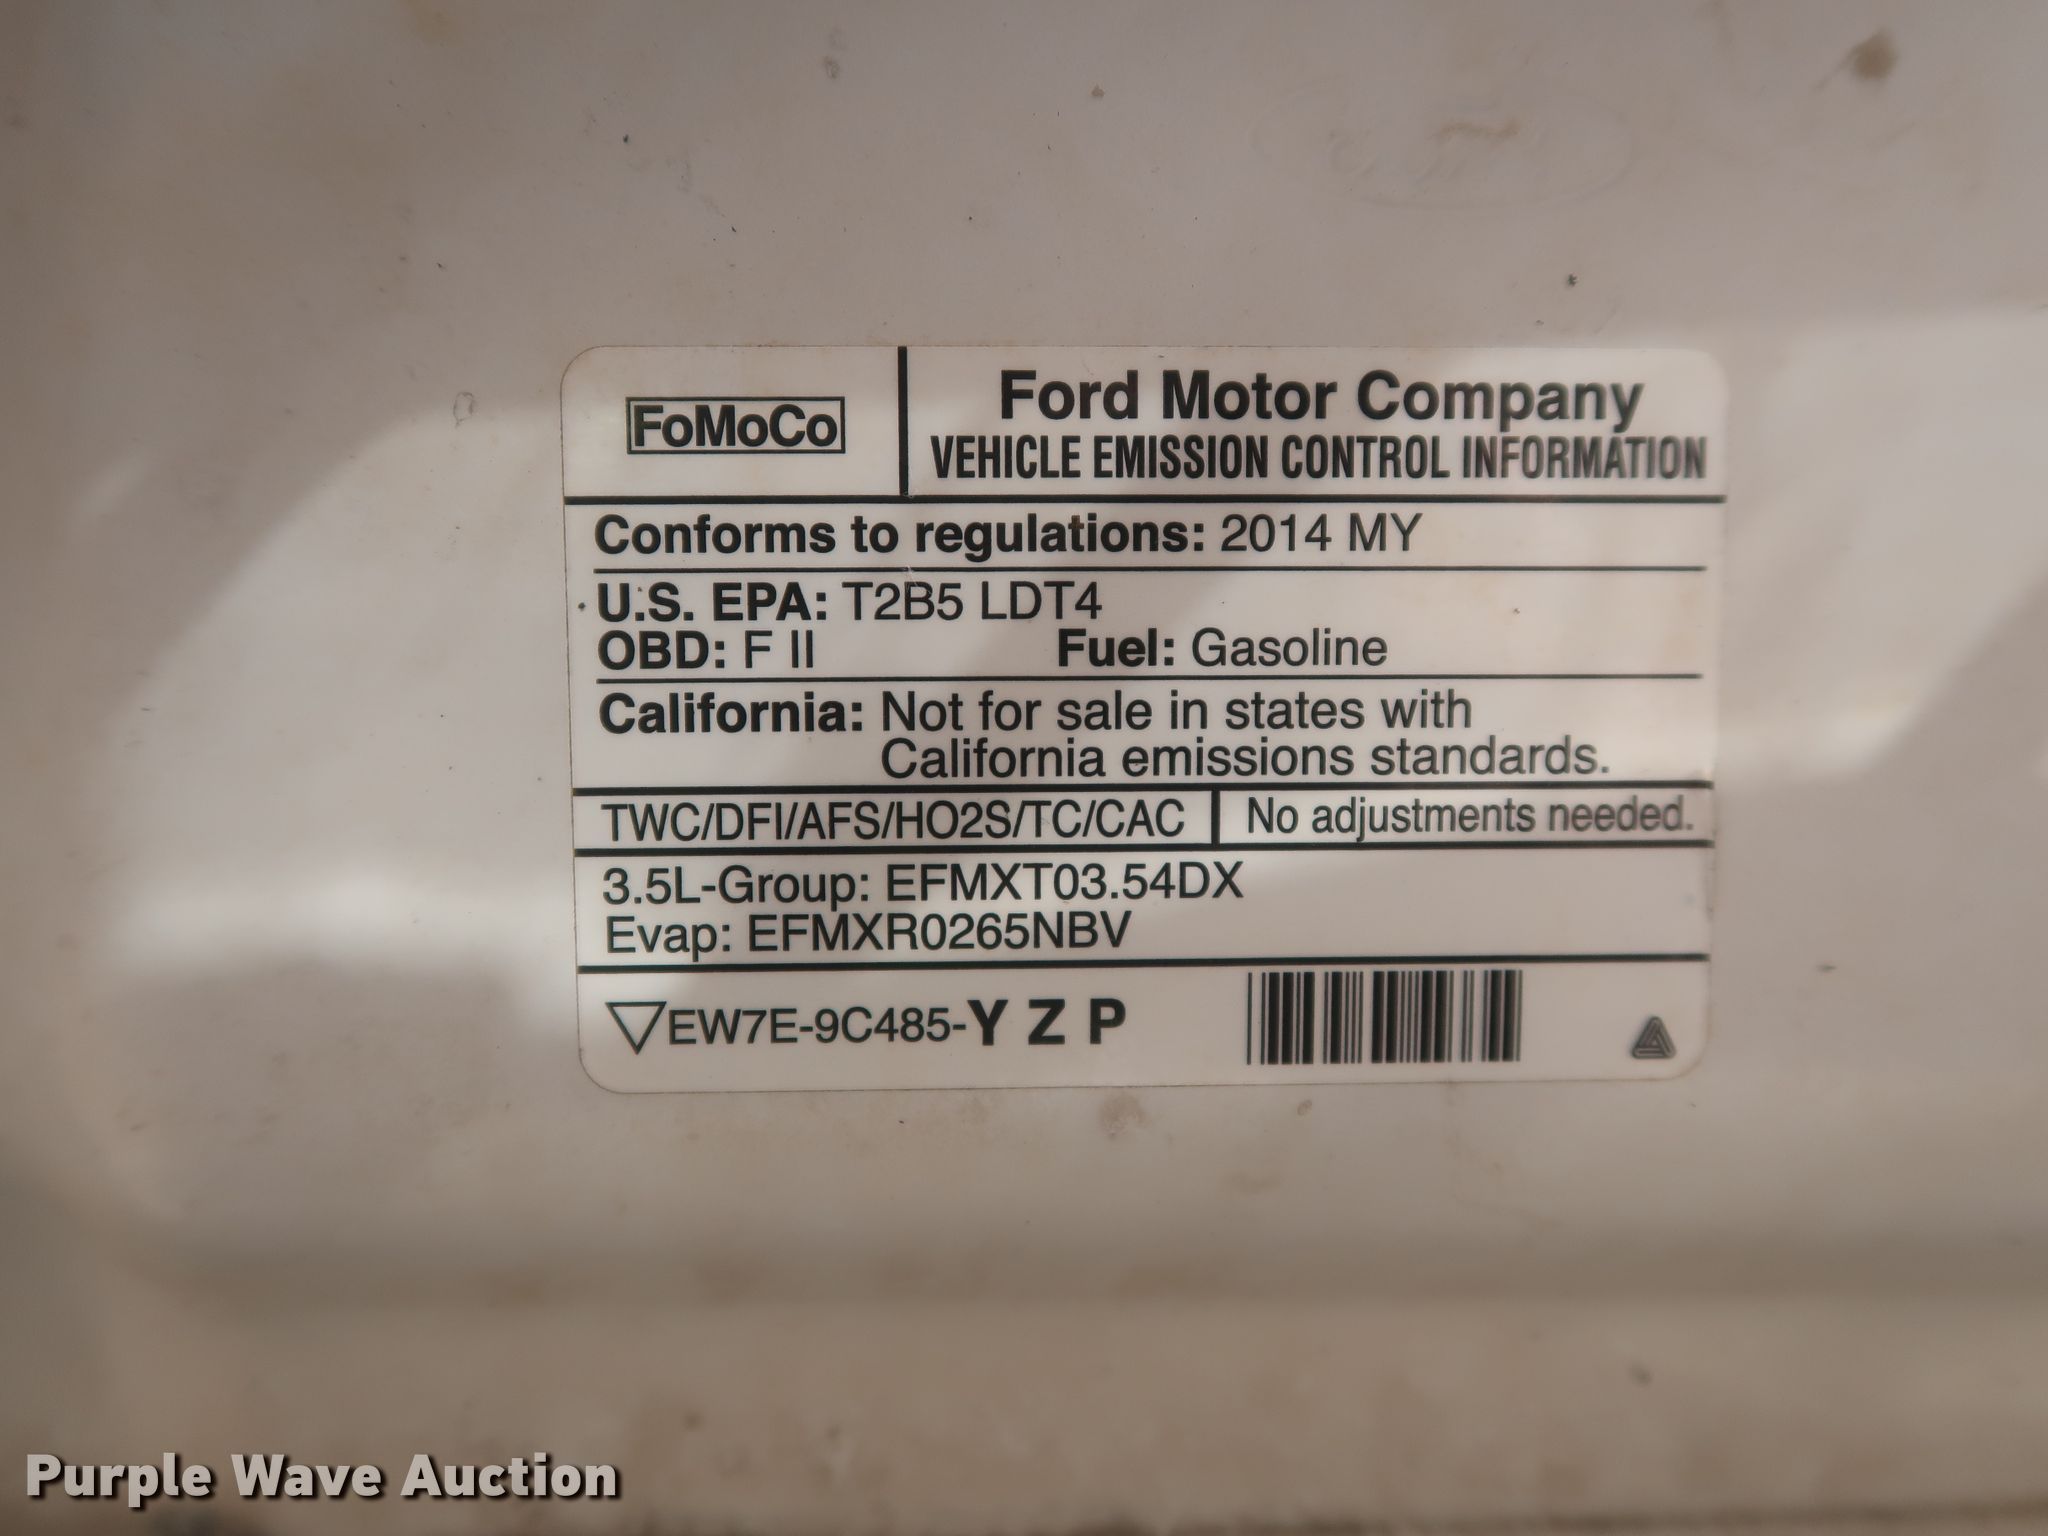 FoMoCo
Ford Motor Company
VEHICLE EMISSION CONTROL INFORMATION
Conforms to regulations: 2014 MY
U.S. EPA: T2B5 LDT4
OBD: F II Fuel: Gasoline
California: Not for sale in states with
California emissions standards.
TWC/DFI/AFS/HO2S/TC/CAC
No adjustments needed.
3.5L-Group: EFMXT03.54DX
Evap: EFMXR0265NBV
EW7E-9C485-Y Z P
Purple Wave Auction